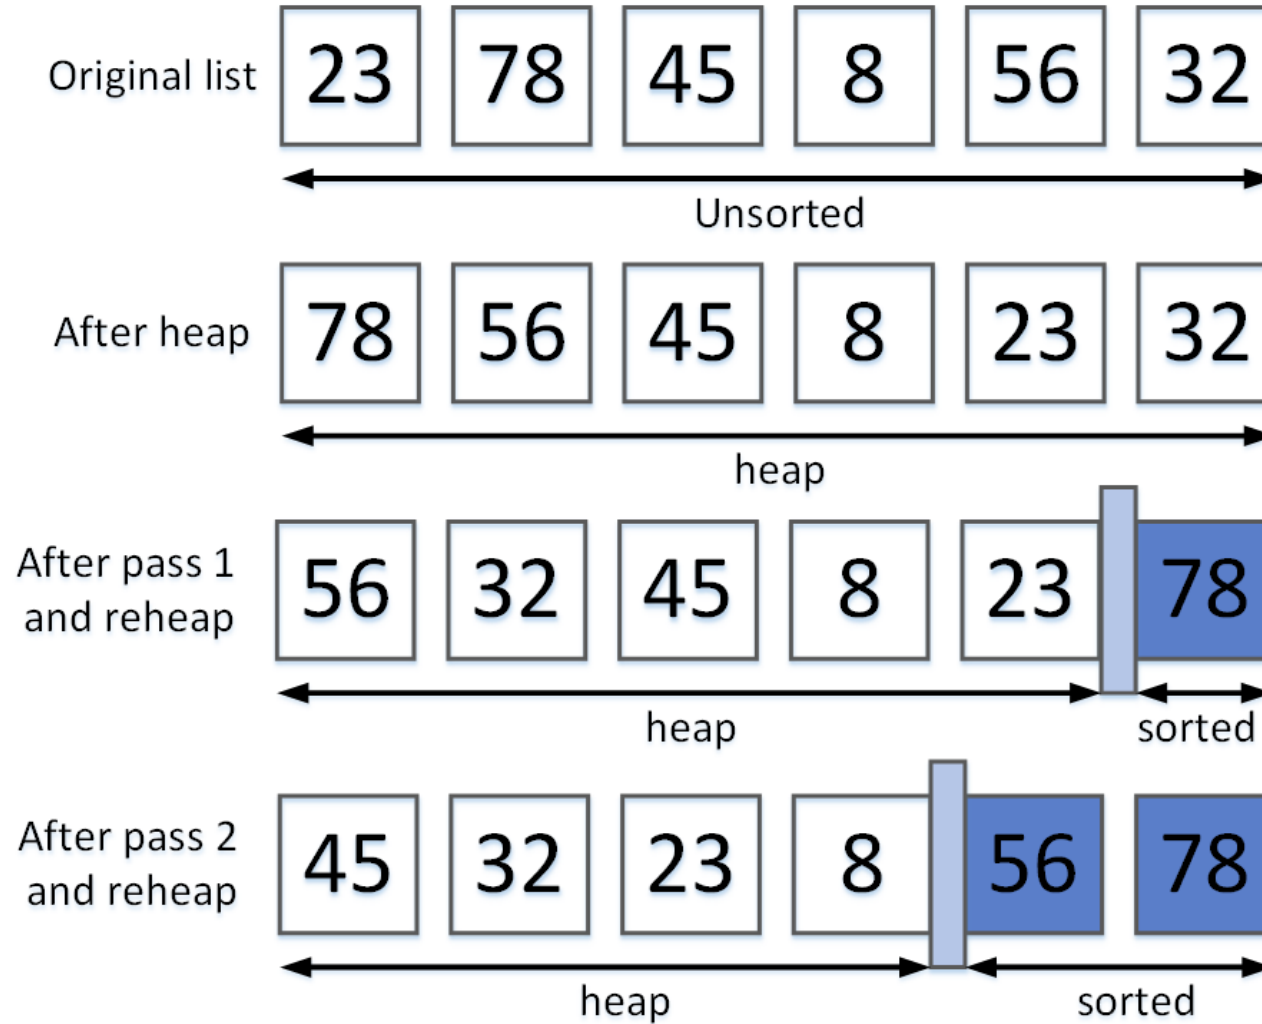 Original list 23 78 45 8 56 32
Unsorted
After heap 78 56 45 8 23 32
heap
After pass 1
and reheap
56 32 45 8 23 78
heap sorted
After pass 2
and reheap
45 32 23 8 56 78
heap sorted